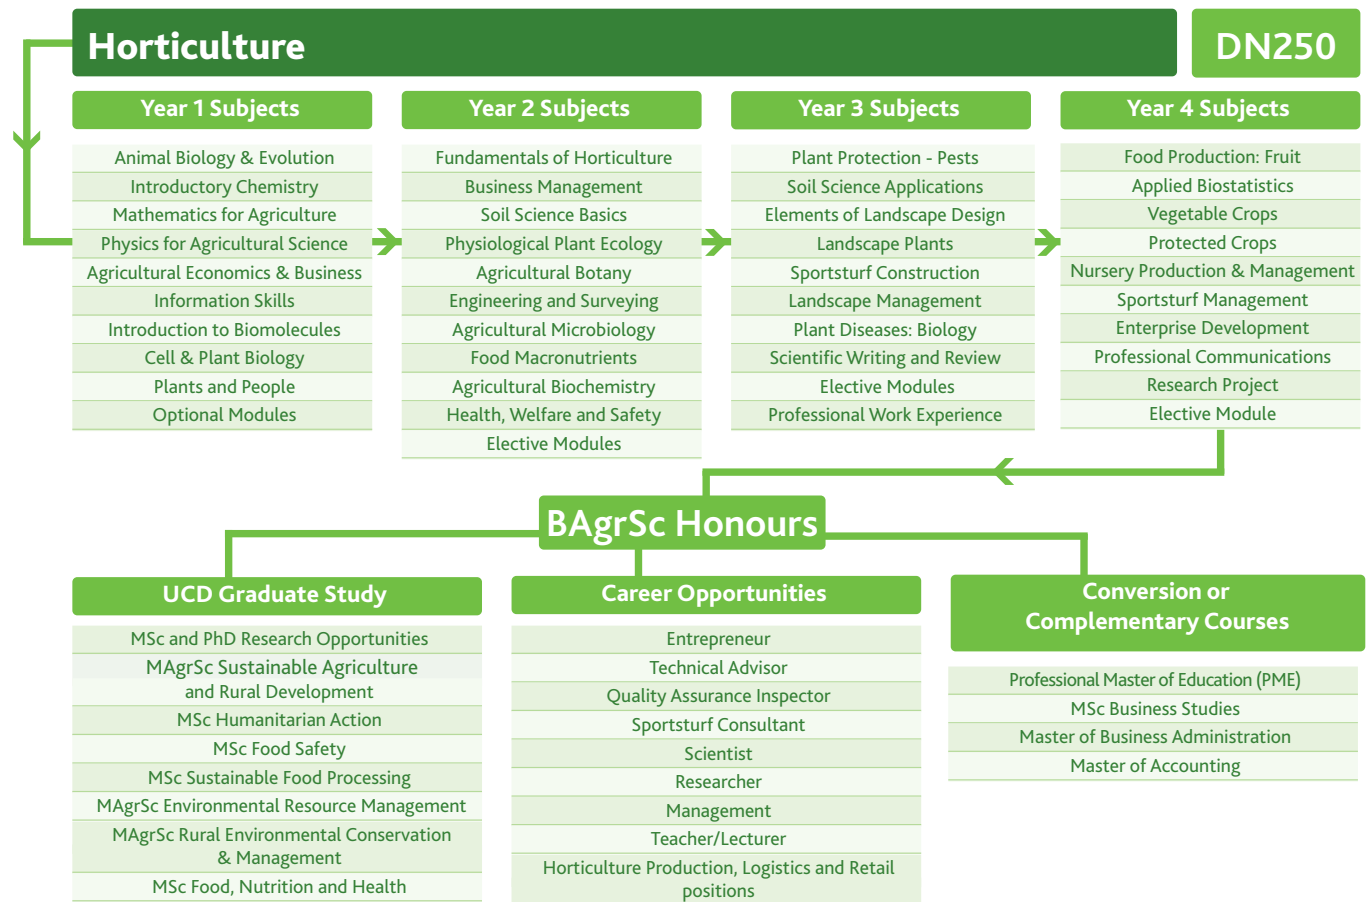 Horticulture
DN250
Year 1 Subjects
Animal Biology & Evolution
Introductory Chemistry
Mathematics for Agriculture
Physics for Agricultural Science
Agricultural Economics & Business
Information Skills
Introduction to Biomolecules
Cell & Plant Biology
Plants and People
Optional Modules
Year 2 Subjects
Fundamentals of Horticulture
Business Management
Soil Science Basics
Physiological Plant Ecology
Agricultural Botany
Engineering and Surveying
Agricultural Microbiology
Food Macronutrients
Agricultural Biochemistry
Health, Welfare and Safety
Elective Modules
Year 3 Subjects
Plant Protection - Pests
Soil Science Applications
Elements of Landscape Design
Landscape Plants
Sportsturf Construction
Landscape Management
Plant Diseases: Biology
Scientific Writing and Review
Elective Modules
Professional Work Experience
Year 4 Subjects
Food Production: Fruit
Applied Biostatistics
Vegetable Crops
Protected Crops
Nursery Production & Management
Sportsturf Management
Enterprise Development
Professional Communications
Research Project
Elective Module
BAgrSc Honours
UCD Graduate Study
MSc and PhD Research Opportunities
MAgrSc Sustainable Agriculture
and Rural Development
MSc Humanitarian Action
MSc Food Safety
MSc Sustainable Food Processing
MAgrSc Environmental Resource Management
MAgrSc Rural Environmental Conservation
& Management
MSc Food, Nutrition and Health
Career Opportunities
Entrepreneur
Technical Advisor
Quality Assurance Inspector
Sportsturf Consultant
Scientist
Researcher
Management
Teacher/Lecturer
Horticulture Production, Logistics and Retail
positions
Conversion or
Complementary Courses
Professional Master of Education (PME)
MSc Business Studies
Master of Business Administration
Master of Accounting